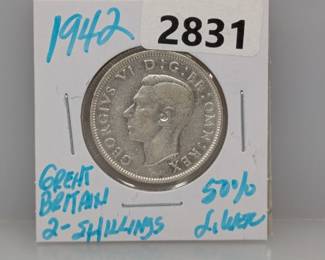 1942
2831
GEORGIVS VI D:G:BR:OMN:REX
GREAT
BRITAIN
2-SHILLINGS
50%
SILVER